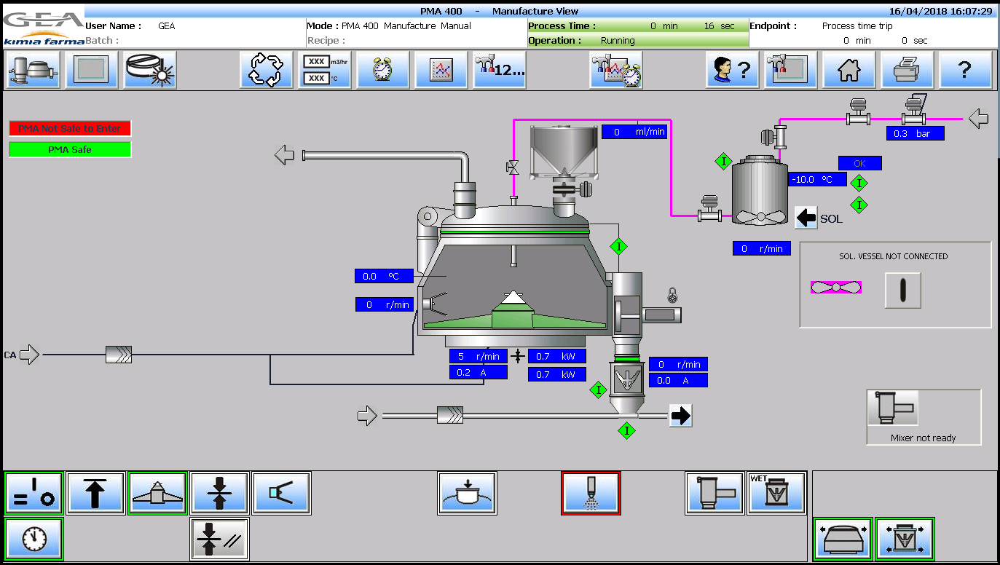 PMA 400 - Manufacture View 16/04/2018 16:07:29
GEA
kimia farma
User Name : GEA
Batch :
Mode : PMA 400 Manufacture Manual
Recipe :
Process Time : 0 min 16 sec
Operation : Running
Endpoint : Process time trip
0 min 0 sec
XXX m3/hr
XXX °C
12...
?
?
PMA Not Safe to Enter
PMA Safe
0 ml/min
0.3 bar
OK
-10.0 ºC
I
I
I
SOL
0 r/min
SOL. VESSEL NOT CONNECTED
I
0.0 ºC
0 r/min
CA
5 r/min
0.7 kW
0.2 A
0.7 kW
0 r/min
0.0 A
I
I
Mixer not ready
WET